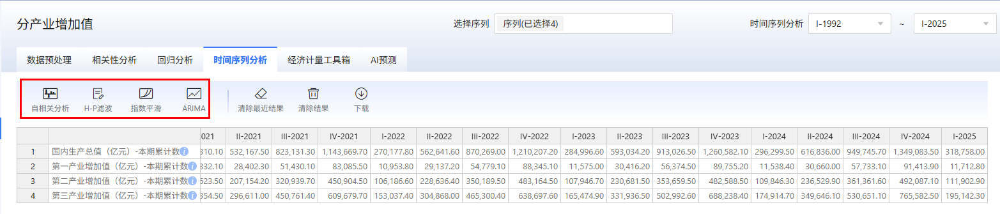 分产业增加值 选择序列 序列(已选择4) 时间序列分析 I-1992 ~ I-2025
数据预处理 相关性分析 回归分析 时间序列分析 经济计量工具箱 AI预测
自相关分析 H-P滤波 指数平滑 ARIMA 清除最近结果 清除结果 下载
021 II-2021 III-2021 IV-2021 I-2022 II-2022 III-2022 IV-2022 I-2023 II-2023 III-2023 IV-2023 I-2024 II-2024 III-2024 IV-2024 I-2025
1 国内生产总值（亿元）-本期累计数 310.10 532,167.50 823,131.30 1,143,669.70 270,177.80 562,641.60 870,269.00 1,210,207.20 284,996.60 593,034.20 913,026.50 1,260,582.10 296,299.50 616,836.00 949,745.70 1,349,083.50 318,758.00
2 第一产业增加值（亿元）-本期累计数 332.10 28,402.30 51,430.10 83,085.50 10,953.80 29,137.20 54,779.10 88,345.10 11,575.00 30,416.20 56,374.50 89,755.20 11,538.40 30,660.00 57,733.10 91,413.90 11,712.80
3 第二产业增加值（亿元）-本期累计数 623.50 207,154.20 320,939.70 450,904.50 106,186.60 228,636.40 350,189.50 483,164.50 107,946.70 230,681.50 353,659.50 482,588.50 109,846.30 236,529.90 361,361.60 492,087.10 111,902.90
4 第三产业增加值（亿元）-本期累计数 354.50 296,611.00 450,761.40 609,679.70 153,037.40 304,868.00 465,300.40 638,697.60 165,474.90 331,936.50 502,992.60 688,238.40 174,914.70 349,646.10 530,651.10 765,582.50 195,142.30